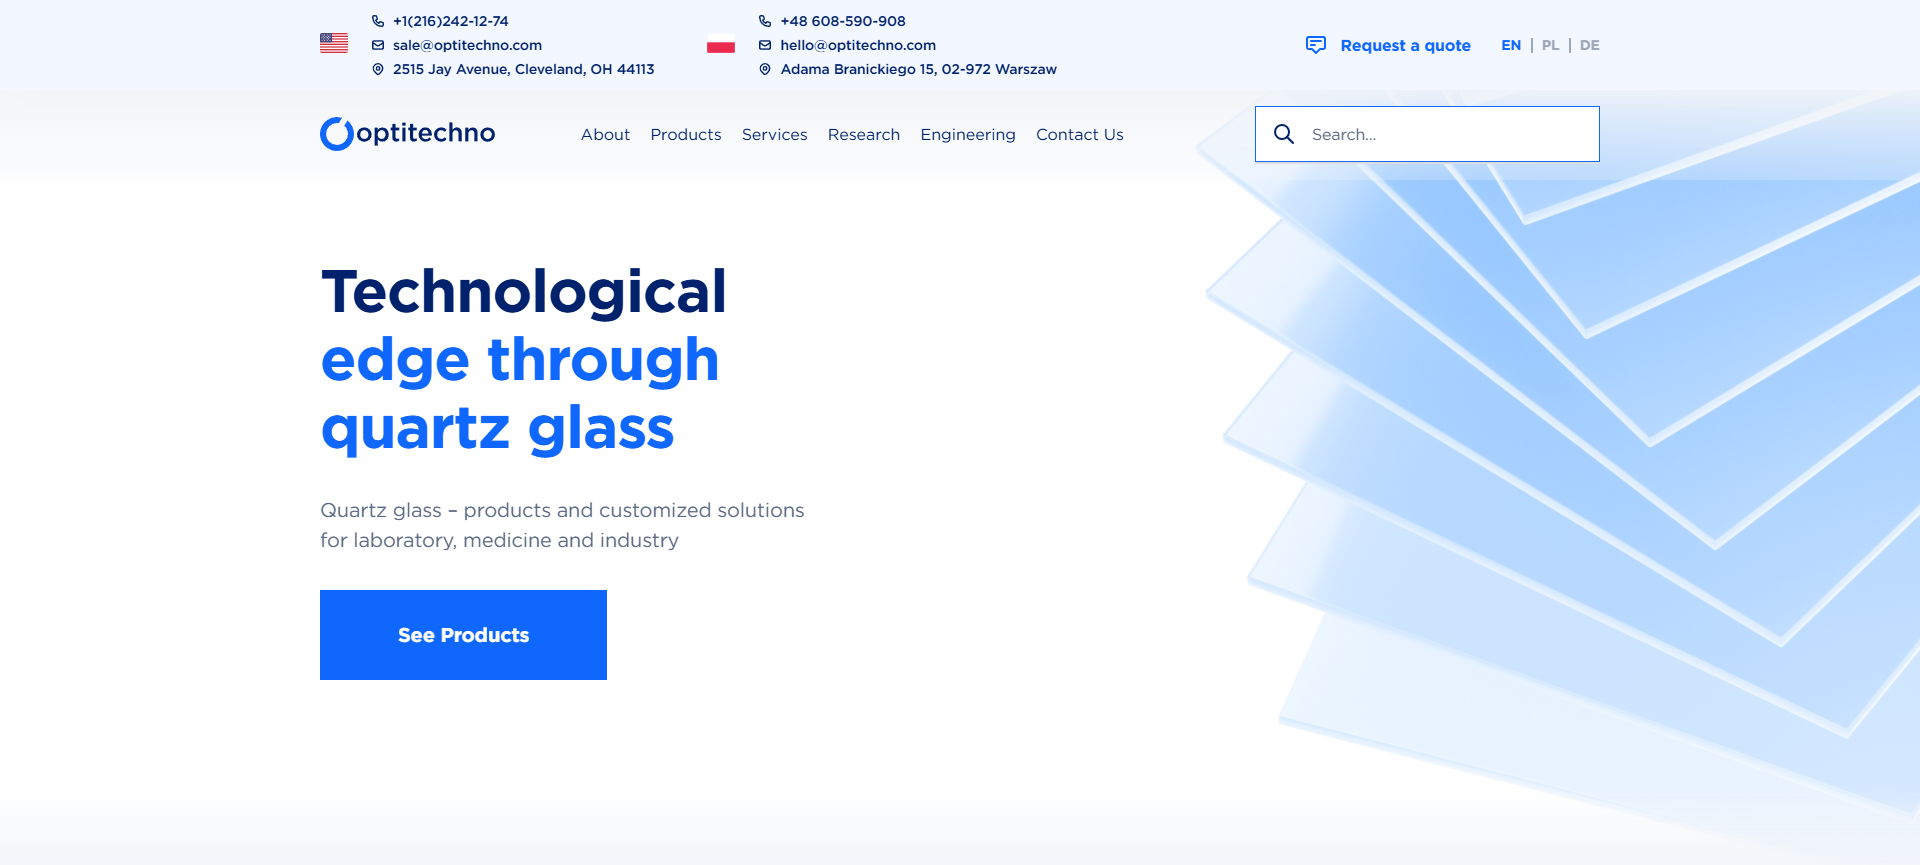 +1(216)242-12-74
sale@optitechno.com
2515 Jay Avenue, Cleveland, OH 44113
+48 608-590-908
hello@optitechno.com
Adama Branickiego 15, 02-972 Warszaw
Request a quote
EN | PL | DE
optitechno
About Products Services Research Engineering Contact Us
Search...
Technological
edge through
quartz glass
Quartz glass – products and customized solutions
for laboratory, medicine and industry
See Products